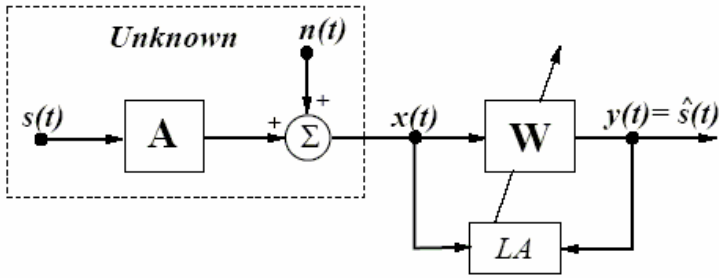 Unknown
n(t)
+
s(t)
A
+
Σ
x(t)
W
y(t)= ŝ(t)
LA